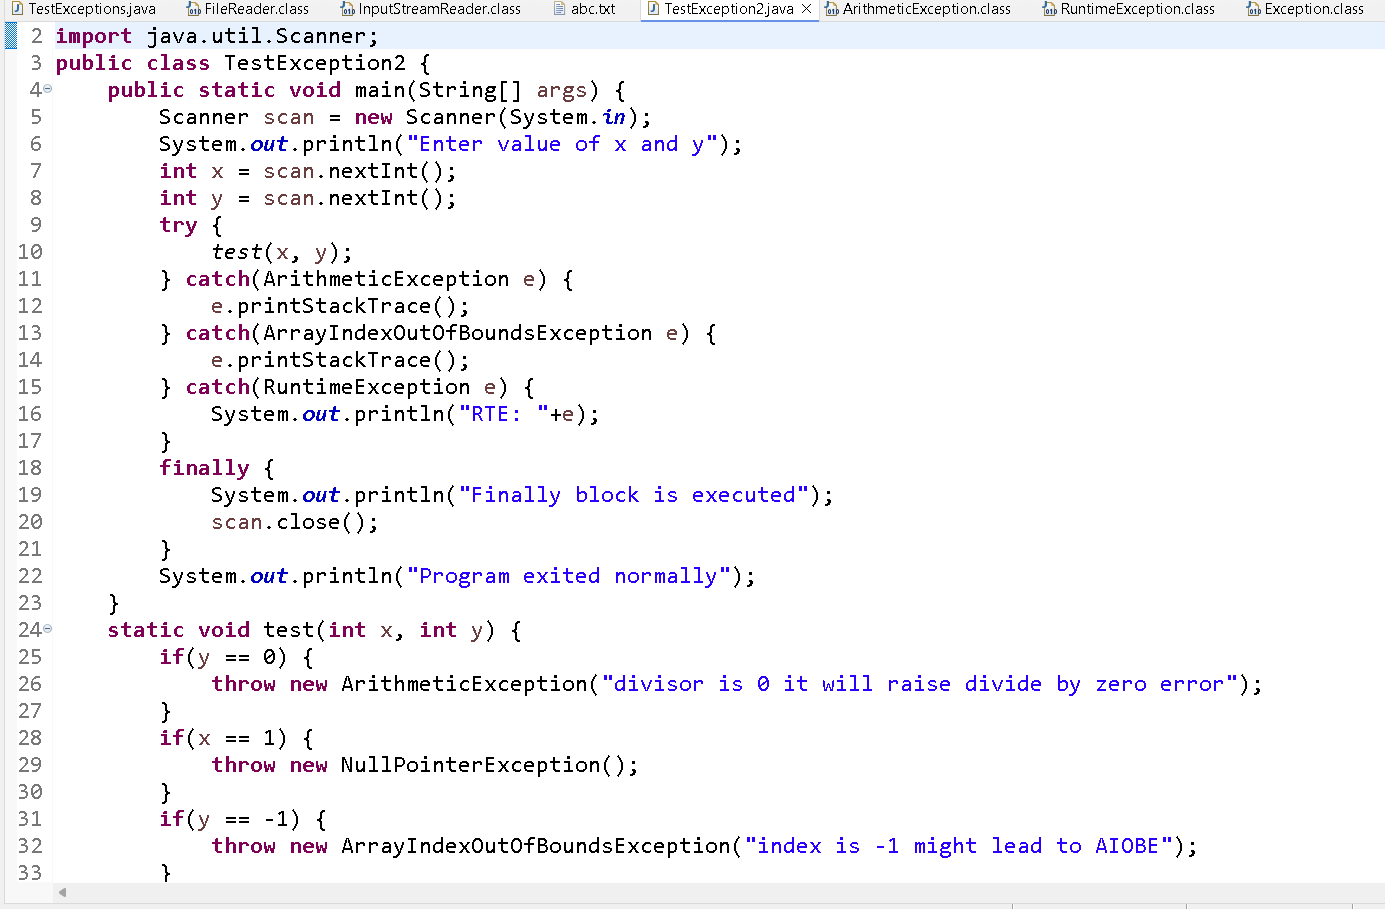 TestExceptions.java FileReader.class InputStreamReader.class abc.txt TestException2.java ArithmeticException.class RuntimeException.class Exception.class
2 import java.util.Scanner;
3 public class TestException2 {
4 public static void main(String[] args) {
5 Scanner scan = new Scanner(System.in);
6 System.out.println("Enter value of x and y");
7 int x = scan.nextInt();
8 int y = scan.nextInt();
9 try {
10 test(x, y);
11 } catch(ArithmeticException e) {
12 e.printStackTrace();
13 } catch(ArrayIndexOutOfBoundsException e) {
14 e.printStackTrace();
15 } catch(RuntimeException e) {
16 System.out.println("RTE: "+e);
17 }
18 finally {
19 System.out.println("Finally block is executed");
20 scan.close();
21 }
22 System.out.println("Program exited normally");
23 }
24 static void test(int x, int y) {
25 if(y == 0) {
26 throw new ArithmeticException("divisor is 0 it will raise divide by zero error");
27 }
28 if(x == 1) {
29 throw new NullPointerException();
30 }
31 if(y == -1) {
32 throw new ArrayIndexOutOfBoundsException("index is -1 might lead to AIOBE");
33 }